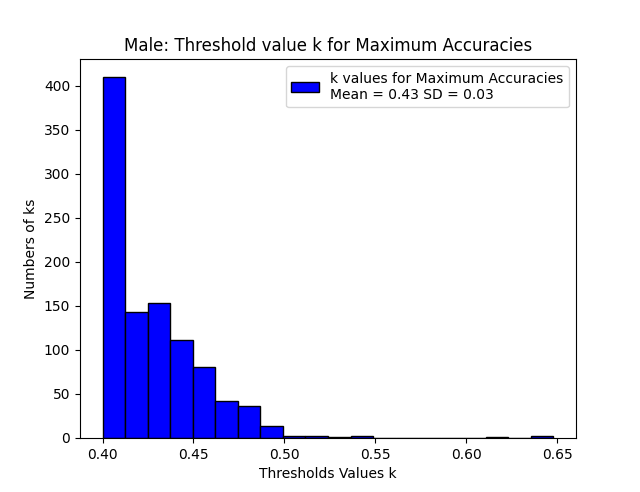 Male: Threshold value k for Maximum Accuracies
k values for Maximum Accuracies
Mean = 0.43 SD = 0.03
Numbers of ks
400
350
300
250
200
150
100
50
0
0.40 0.45 0.50 0.55 0.60 0.65
Thresholds Values k